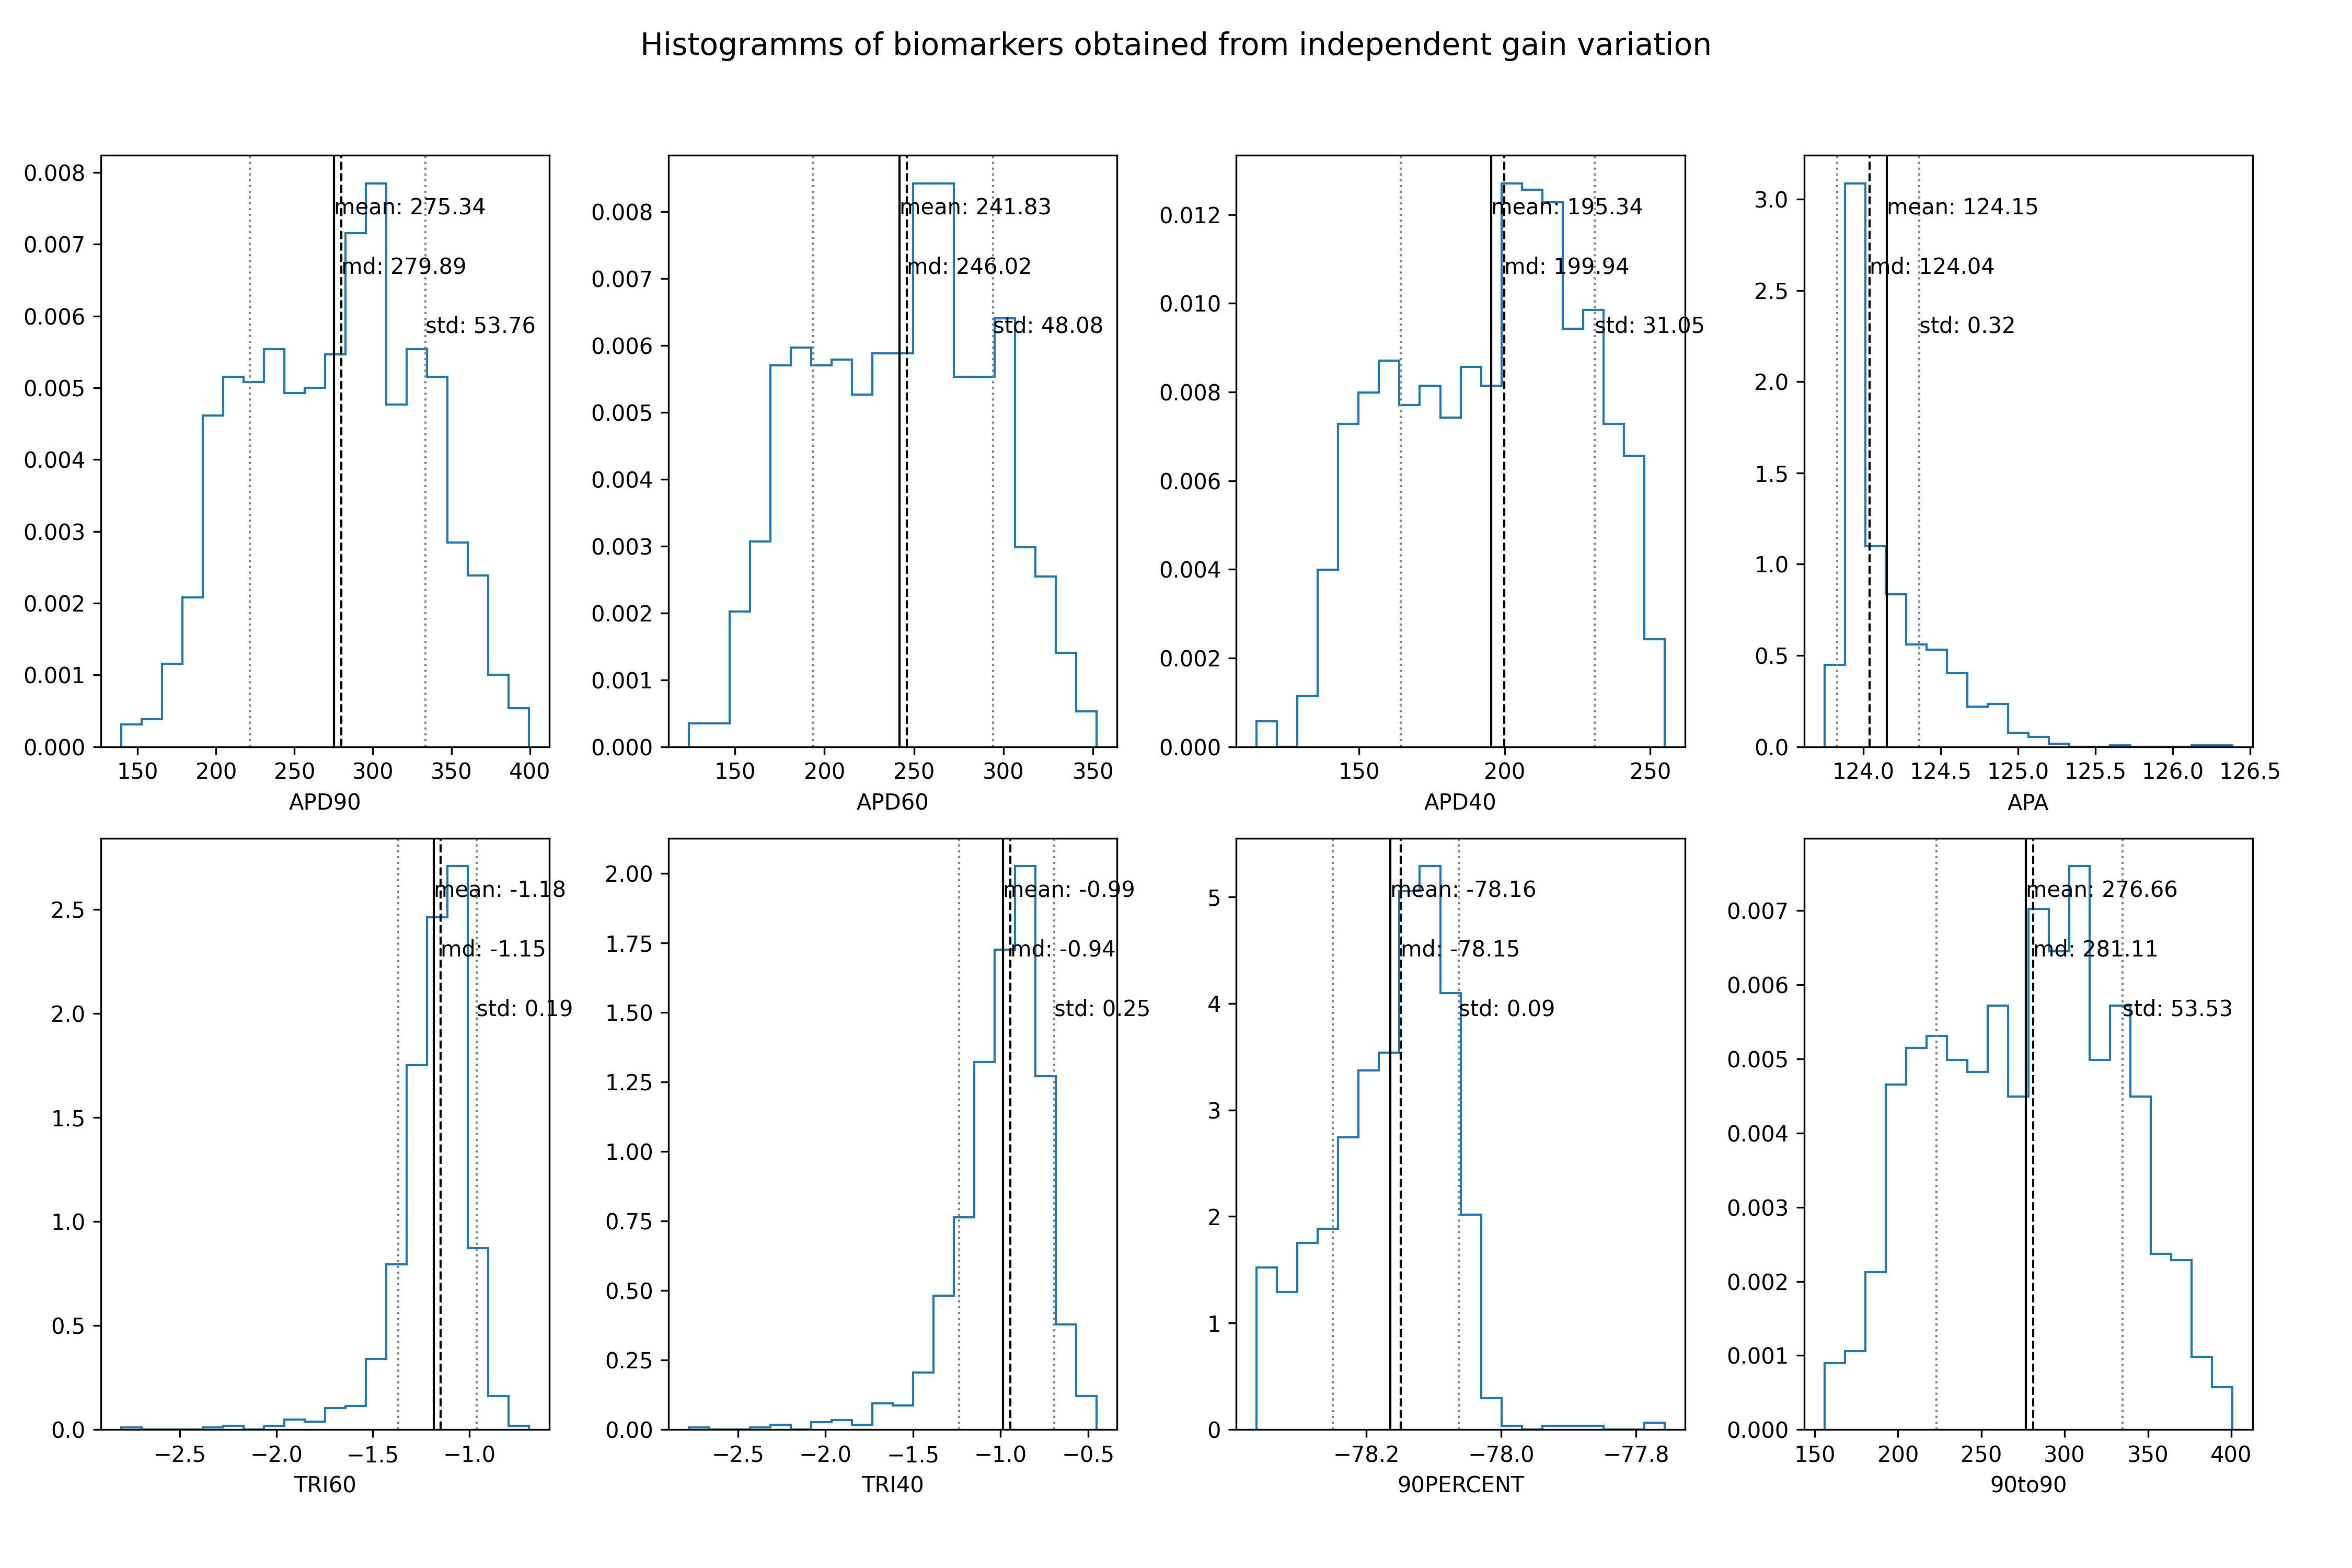 Histogramms of biomarkers obtained from independent gain variation
0.008
0.007
0.006
0.005
0.004
0.003
0.002
0.001
0.000
mean: 275.34
md: 279.89
std: 53.76
150 200 250 300 350 400
APD90
0.008
0.007
0.006
0.005
0.004
0.003
0.002
0.001
0.000
mean: 241.83
md: 246.02
std: 48.08
150 200 250 300 350
APD60
0.012
0.010
0.008
0.006
0.004
0.002
0.000
mean: 195.34
md: 199.94
std: 31.05
150 200 250
APD40
3.0
2.5
2.0
1.5
1.0
0.5
0.0
mean: 124.15
md: 124.04
std: 0.32
124.0 124.5 125.0 125.5 126.0 126.5
APA
2.5
2.0
1.5
1.0
0.5
0.0
mean: -1.18
md: -1.15
std: 0.19
−2.5 −2.0 −1.5 −1.0
TRI60
2.00
1.75
1.50
1.25
1.00
0.75
0.50
0.25
0.00
mean: -0.99
md: -0.94
std: 0.25
−2.5 −2.0 −1.5 −1.0 −0.5
TRI40
5
4
3
2
1
0
mean: -78.16
md: -78.15
std: 0.09
−78.2 −78.0 −77.8
90PERCENT
0.007
0.006
0.005
0.004
0.003
0.002
0.001
0.000
mean: 276.66
md: 281.11
std: 53.53
150 200 250 300 350 400
90to90